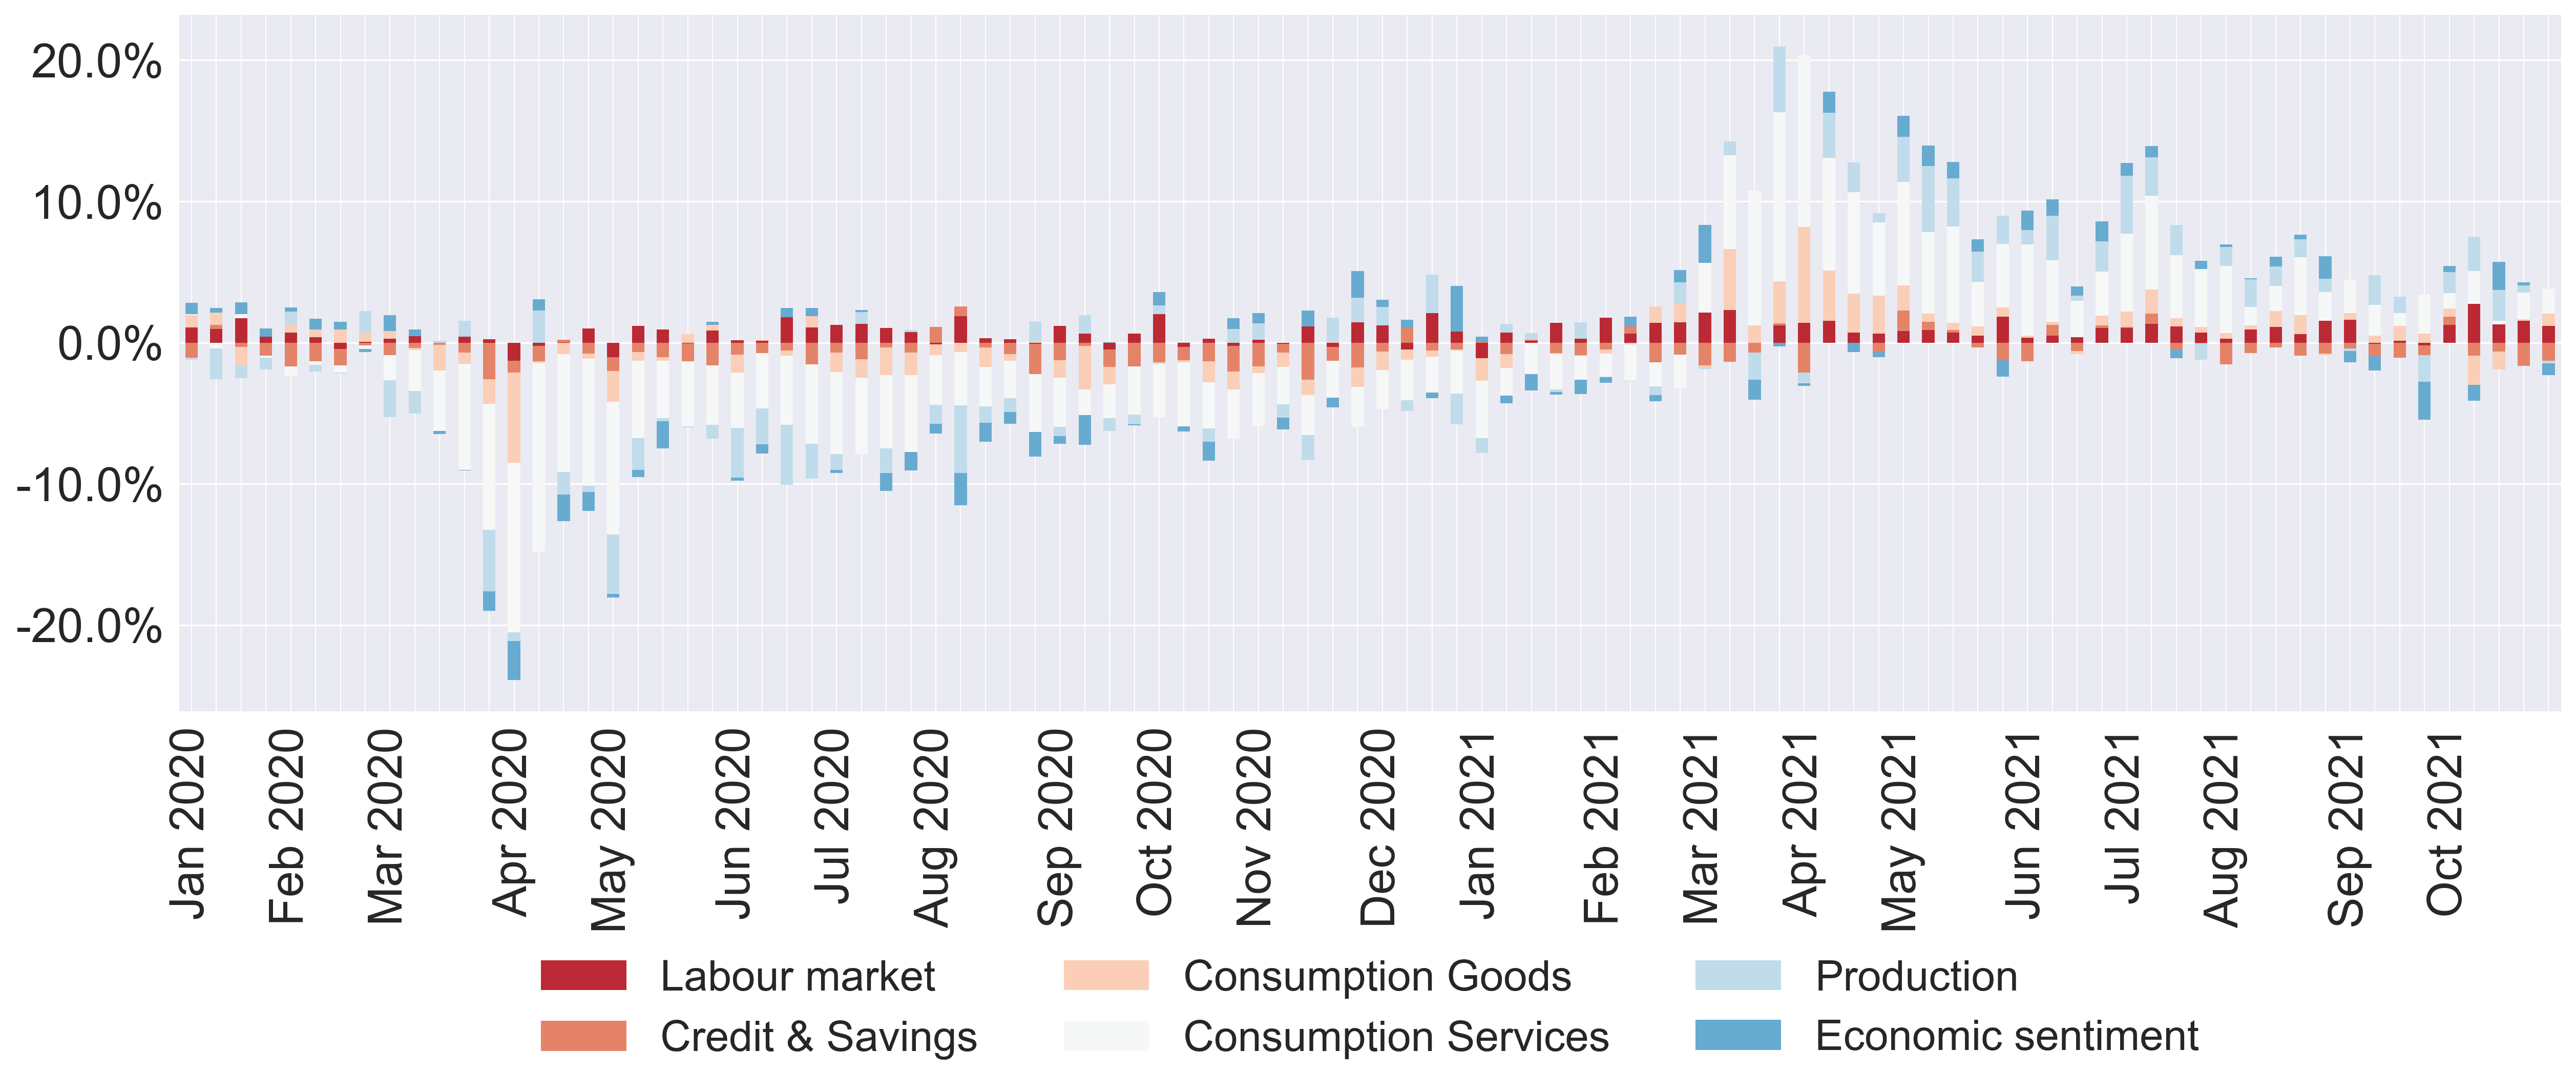 20.0%
10.0%
0.0%
-10.0%
-20.0%
Jan 2020
Feb 2020
Mar 2020
Apr 2020
May 2020
Jun 2020
Jul 2020
Aug 2020
Sep 2020
Oct 2020
Nov 2020
Dec 2020
Jan 2021
Feb 2021
Mar 2021
Apr 2021
May 2021
Jun 2021
Jul 2021
Aug 2021
Sep 2021
Oct 2021
Labour market
Consumption Goods
Production
Credit & Savings
Consumption Services
Economic sentiment